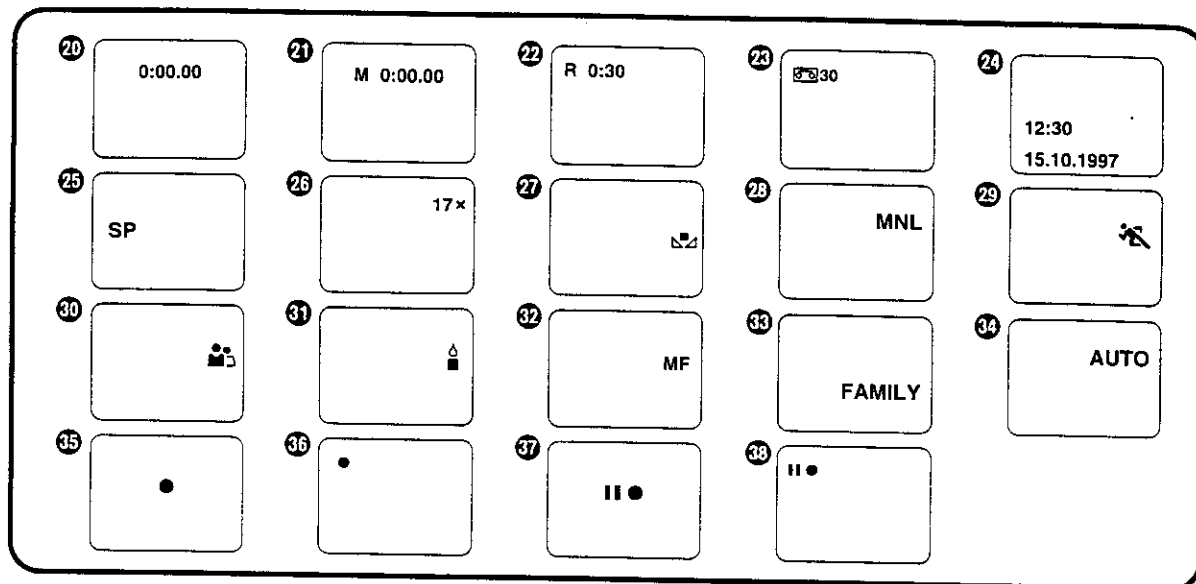 20 21 22 23 24
0:00.00
M 0:00.00
R 0:30
30
12:30
15.10.1997
25 26 27 28 29
SP
17×
MNL
30 31 32 33 34
MF
FAMILY
AUTO
35 36 37 38